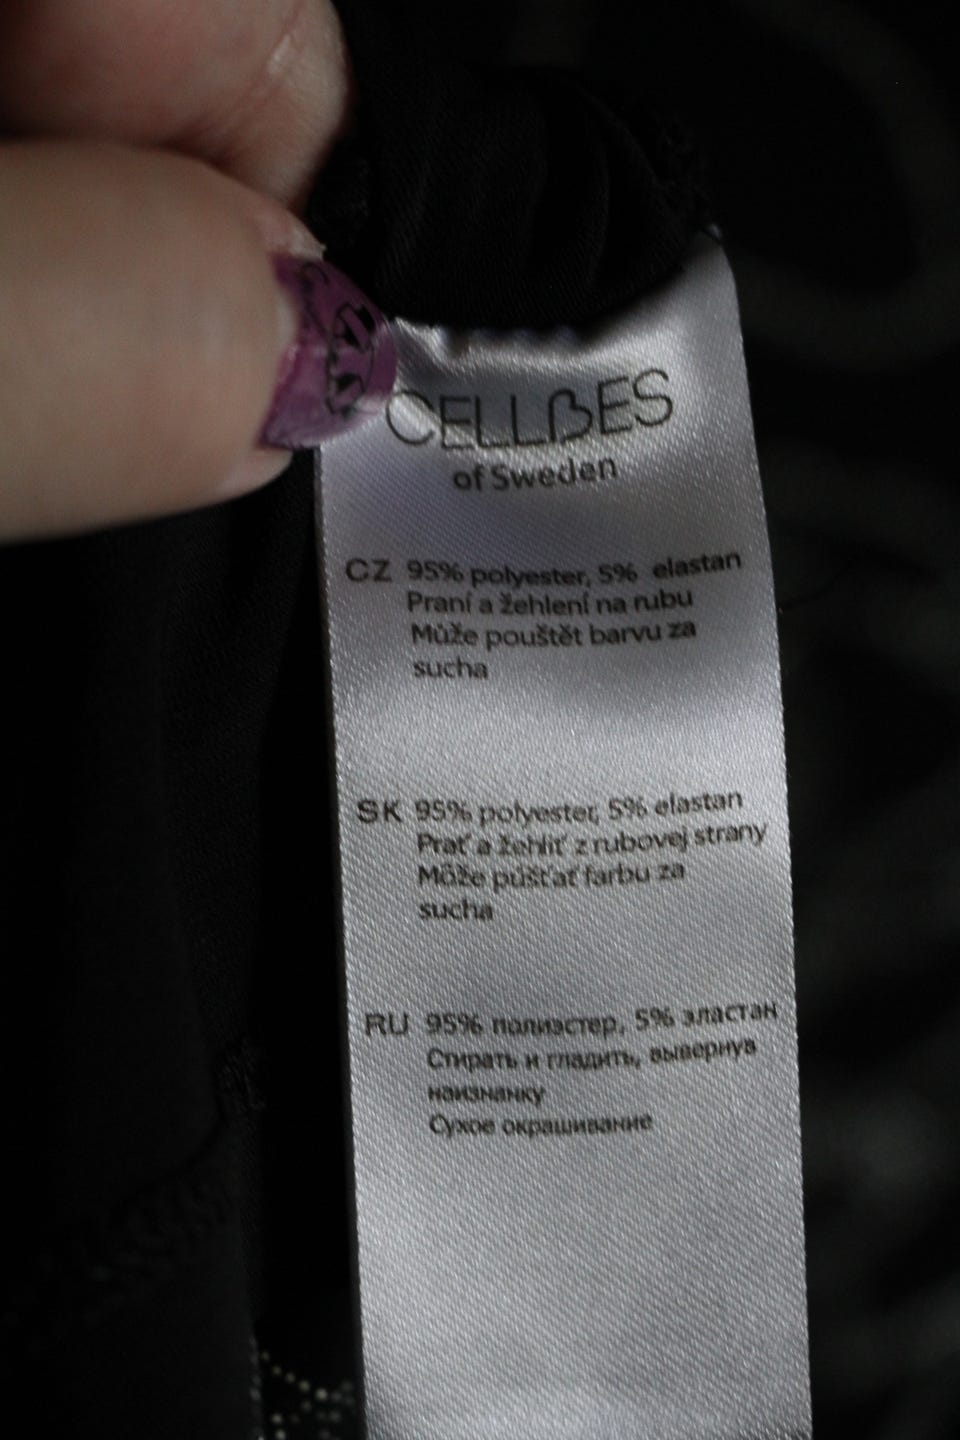 CELLBES
of Sweden
CZ 95% polyester, 5% elastan
Praní a žehlení na rubu
Může pouštět barvu za
sucha
SK 95% polyester, 5% elastan
Prať a žehliť z rubovej strany
Môže púšťať farbu za
sucha
RU 95% полиэстер, 5% эластан
Стирать и гладить, вывернув
наизнанку
Сухое окрашивание